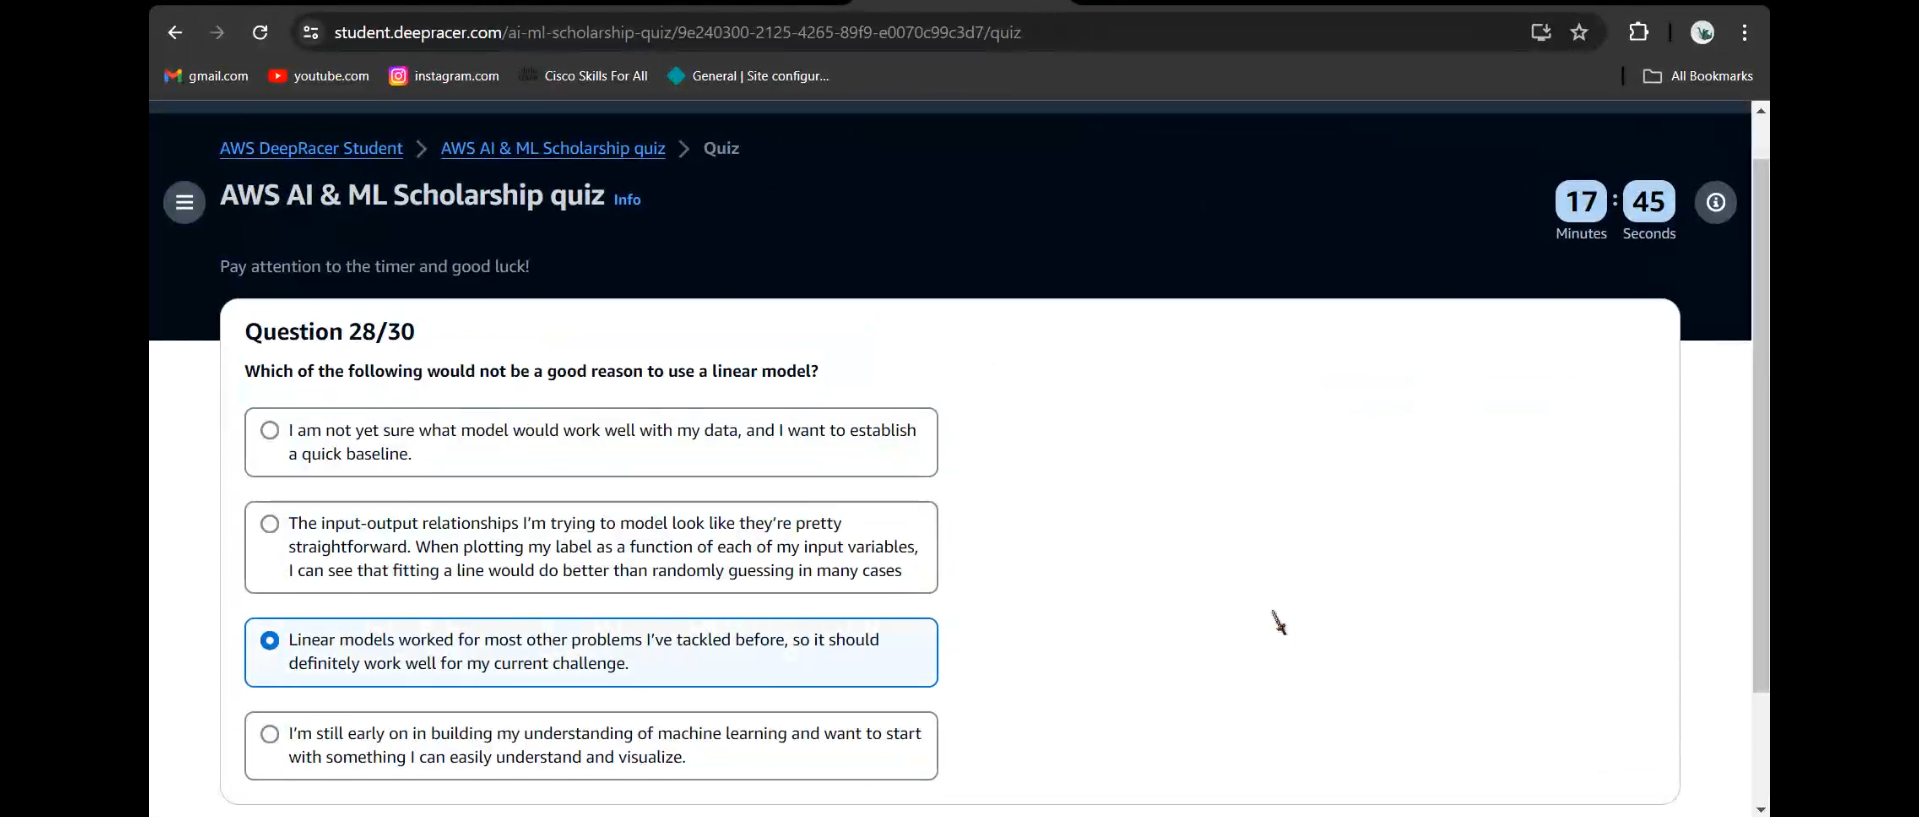 student.deepracer.com/ai-ml-scholarship-quiz/9e240300-2125-4265-89f9-e0070c99c3d7/quiz
gmail.com youtube.com instagram.com Cisco Skills For All General | Site configur... All Bookmarks
AWS DeepRacer Student AWS AI & ML Scholarship quiz Quiz
AWS AI & ML Scholarship quiz Info
17 : 45
Minutes Seconds
Pay attention to the timer and good luck!
Question 28/30
Which of the following would not be a good reason to use a linear model?
I am not yet sure what model would work well with my data, and I want to establish
a quick baseline.
The input-output relationships I’m trying to model look like they’re pretty
straightforward. When plotting my label as a function of each of my input variables,
I can see that fitting a line would do better than randomly guessing in many cases
Linear models worked for most other problems I’ve tackled before, so it should
definitely work well for my current challenge.
I’m still early on in building my understanding of machine learning and want to start
with something I can easily understand and visualize.